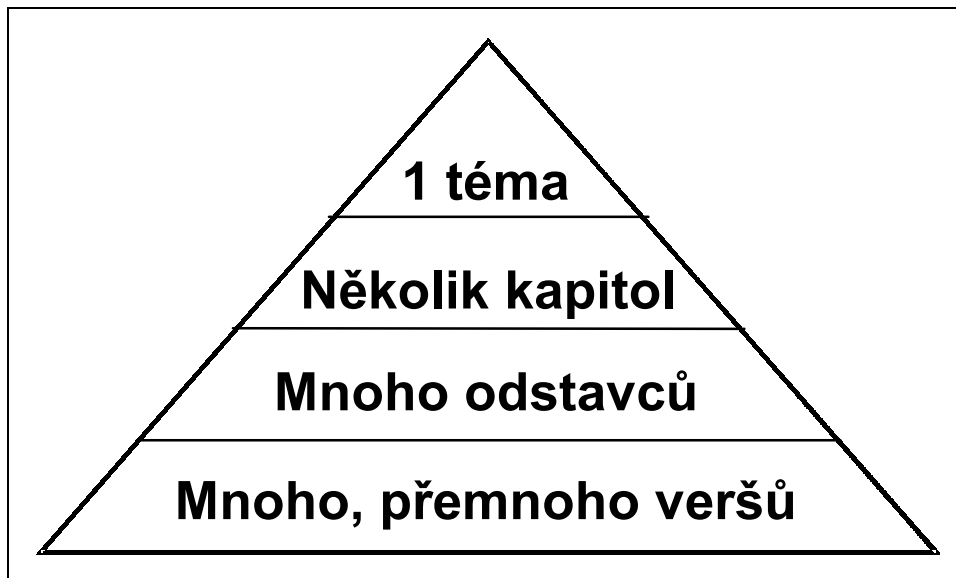 1 téma
Několik kapitol
Mnoho odstavců
Mnoho, přemnoho veršů